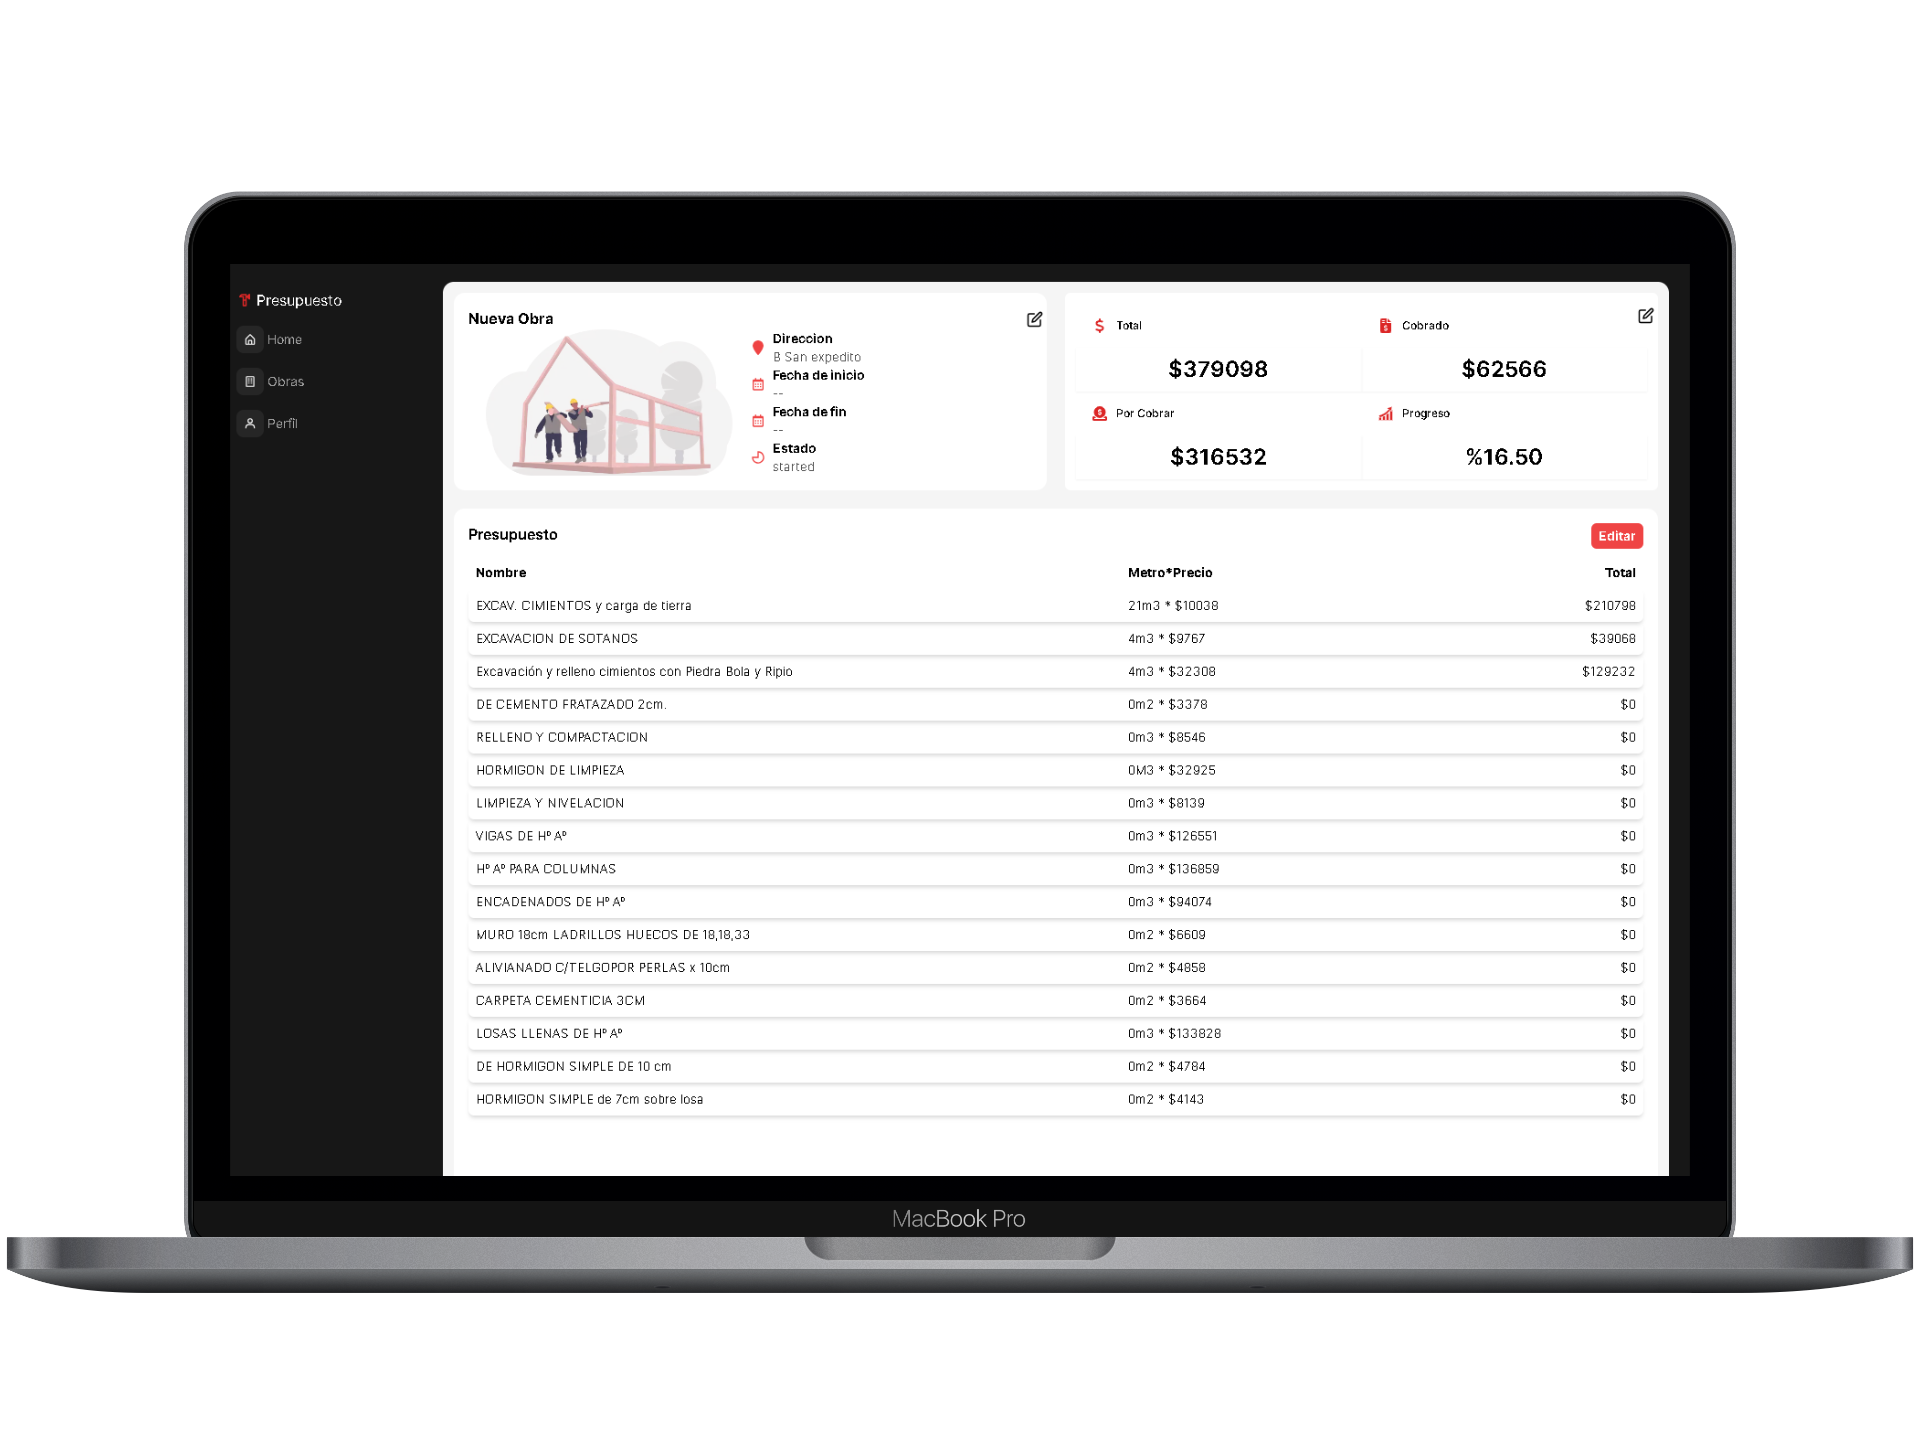 Presupuesto
Home
Obras
Perfil
Nueva Obra
Direccion
B San expedito
Fecha de inicio
--
Fecha de fin
--
Estado
started
Total
$379098
Cobrado
$62566
Por Cobrar
$316532
Progreso
%16.50
Presupuesto
Editar
Nombre Metro*Precio Total
EXCAV. CIMIENTOS y carga de tierra 21m3 * $10038 $210798
EXCAVACION DE SOTANOS 4m3 * $9767 $39068
Excavación y relleno cimientos con Piedra Bola y Ripio 4m3 * $32308 $129232
DE CEMENTO FRATAZADO 2cm. 0m2 * $3378 $0
RELLENO Y COMPACTACION 0m3 * $8546 $0
HORMIGON DE LIMPIEZA 0M3 * $32925 $0
LIMPIEZA Y NIVELACION 0m3 * $8139 $0
VIGAS DE Hº Aº 0m3 * $126551 $0
Hº Aº PARA COLUMNAS 0m3 * $136859 $0
ENCADENADOS DE Hº Aº 0m3 * $94074 $0
MURO 18cm LADRILLOS HUECOS DE 18,18,33 0m2 * $6609 $0
ALIVIANADO C/TELGOPOR PERLAS x 10cm 0m2 * $4858 $0
CARPETA CEMENTICIA 3CM 0m2 * $3664 $0
LOSAS LLENAS DE Hº Aº 0m3 * $133828 $0
DE HORMIGON SIMPLE DE 10 cm 0m2 * $4784 $0
HORMIGON SIMPLE de 7cm sobre losa 0m2 * $4143 $0
MacBook Pro